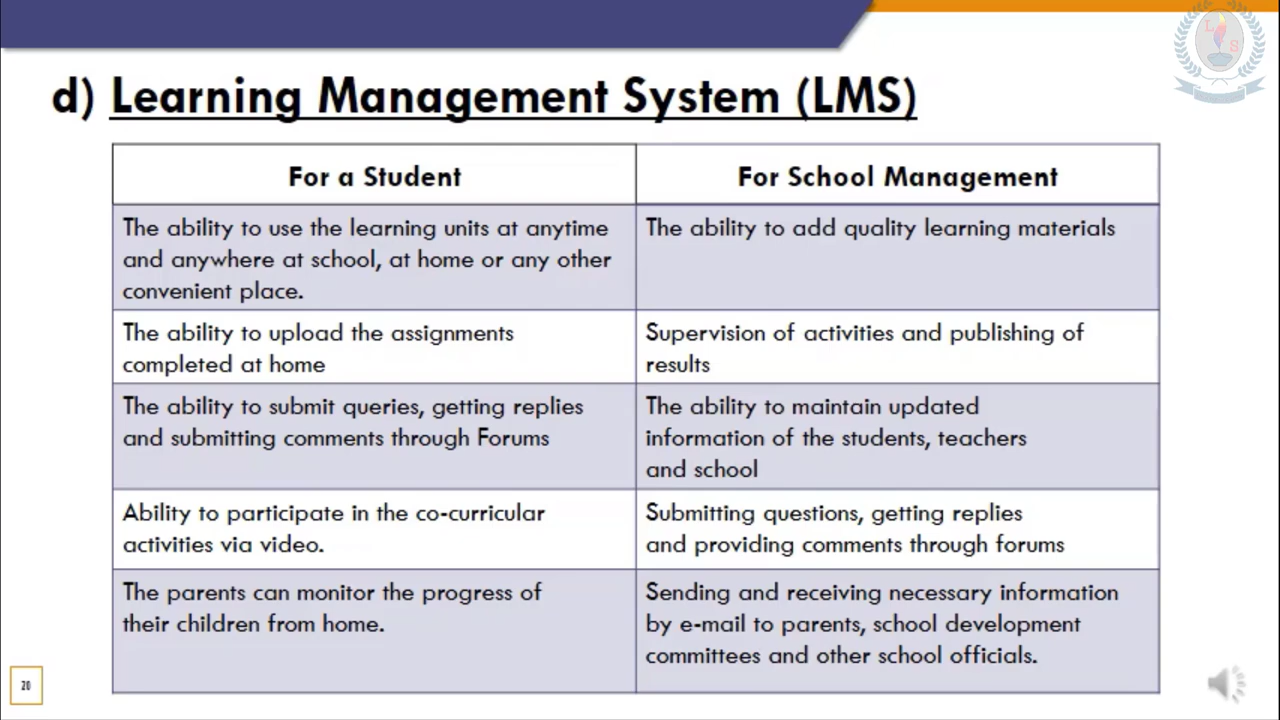 L
S
d) Learning Management System (LMS)
For a Student
For School Management
The ability to use the learning units at anytime
and anywhere at school, at home or any other
convenient place.
The ability to add quality learning materials
The ability to upload the assignments
completed at home
Supervision of activities and publishing of
results
The ability to submit queries, getting replies
and submitting comments through Forums
The ability to maintain updated
information of the students, teachers
and school
Ability to participate in the co-curricular
activities via video.
Submitting questions, getting replies
and providing comments through forums
The parents can monitor the progress of
their children from home.
Sending and receiving necessary information
by e-mail to parents, school development
committees and other school officials.
20